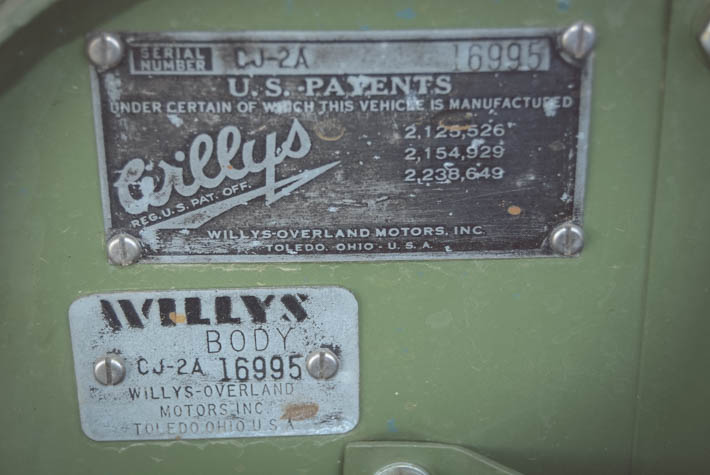 SERIAL NUMBER CJ-2A 16995
U.S. PATENTS
UNDER CERTAIN OF WHICH THIS VEHICLE IS MANUFACTURED
Willys
REG. U.S. PAT. OFF.
2,125,526
2,154,929
2,238,649
WILLYS-OVERLAND MOTORS, INC.
TOLEDO, OHIO - U.S.A.
WILLYS
BODY
CJ-2A 16995
WILLYS-OVERLAND
MOTORS, INC
TOLEDO, OHIO, U.S.A